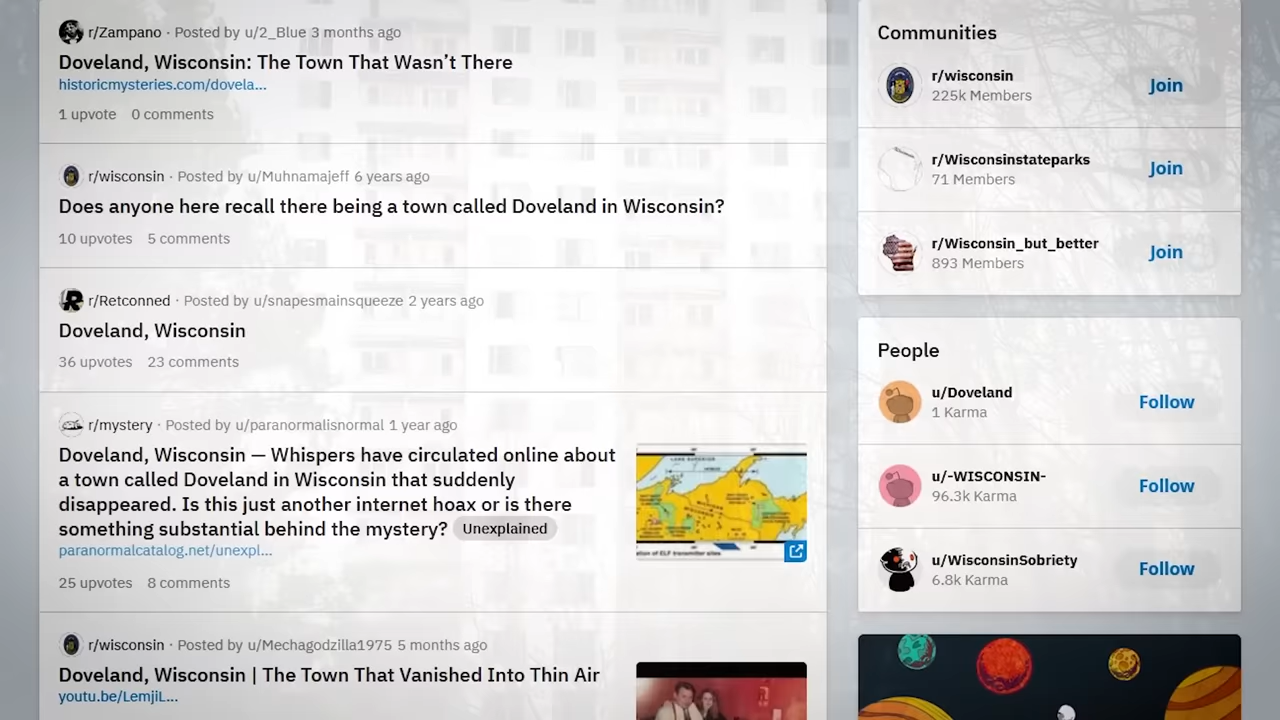 r/Zampano · Posted by u/2_Blue 3 months ago
Doveland, Wisconsin: The Town That Wasn’t There
historicmysteries.com/dovela...
1 upvote 0 comments
r/wisconsin · Posted by u/Muhnamajeff 6 years ago
Does anyone here recall there being a town called Doveland in Wisconsin?
10 upvotes 5 comments
r/Retconned · Posted by u/snapesmainsqueeze 2 years ago
Doveland, Wisconsin
36 upvotes 23 comments
r/mystery · Posted by u/paranormalisnormal 1 year ago
Doveland, Wisconsin — Whispers have circulated online about
a town called Doveland in Wisconsin that suddenly
disappeared. Is this just another internet hoax or is there
something substantial behind the mystery? Unexplained
paranormalcatalog.net/unexpl...
25 upvotes 8 comments
LAKE SUPERIOR
ation of ELF transmitter sites
r/wisconsin · Posted by u/Mechagodzilla1975 5 months ago
Doveland, Wisconsin | The Town That Vanished Into Thin Air
youtu.be/LemjiL...
Communities
r/wisconsin
225k Members
Join
r/Wisconsinstateparks
71 Members
Join
r/Wisconsin_but_better
893 Members
Join
People
u/Doveland
1 Karma
Follow
u/-WISCONSIN-
96.3k Karma
Follow
u/WisconsinSobriety
6.8k Karma
Follow